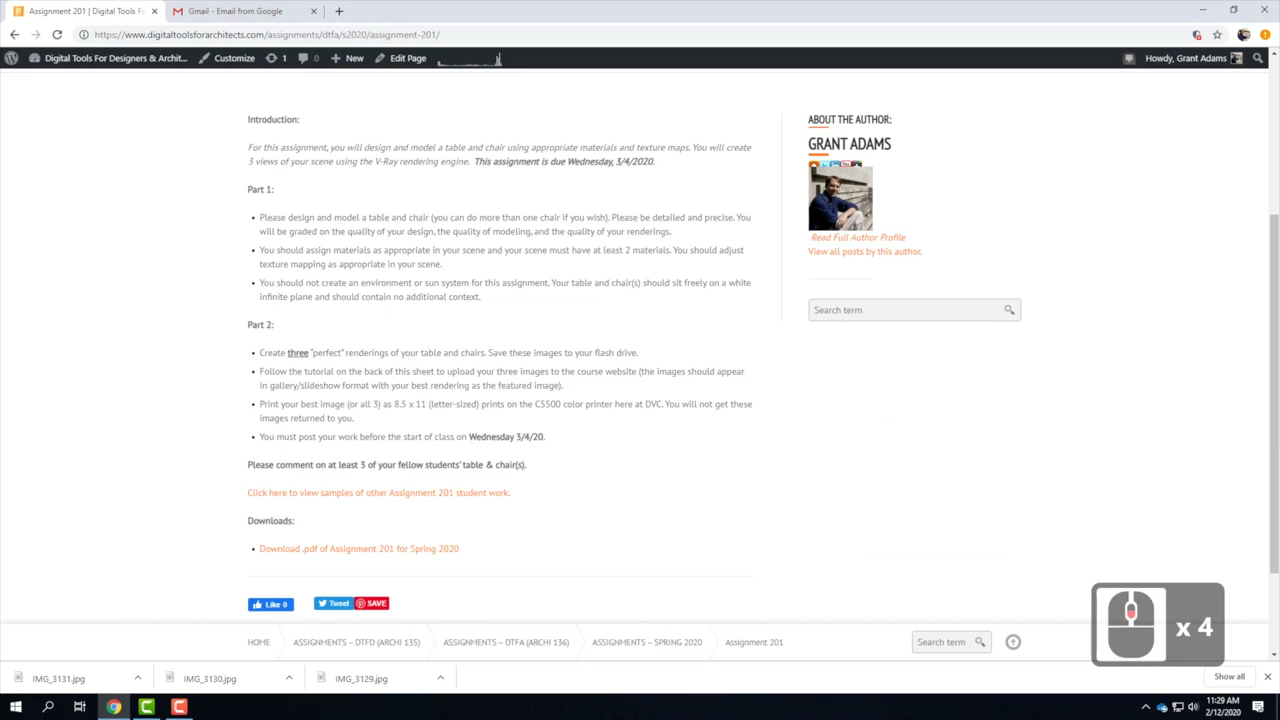 Assignment 201 | Digital Tools Fo
Gmail - Email from Google
https://www.digitaltoolsforarchitects.com/assignments/dtfa/s2020/assignment-201/
Digital Tools For Designers & Archit... Customize 1 0 New Edit Page Howdy, Grant Adams
Introduction:
For this assignment, you will design and model a table and chair using appropriate materials and texture maps. You will create
3 views of your scene using the V-Ray rendering engine. This assignment is due Wednesday, 3/4/2020.
Part 1:
• Please design and model a table and chair (you can do more than one chair if you wish). Please be detailed and precise. You
will be graded on the quality of your design, the quality of modeling, and the quality of your renderings.
• You should assign materials as appropriate in your scene and your scene must have at least 2 materials. You should adjust
texture mapping as appropriate in your scene.
• You should not create an environment or sun system for this assignment. Your table and chair(s) should sit freely on a white
infinite plane and should contain no additional context.
Part 2:
• Create three “perfect” renderings of your table and chairs. Save these images to your flash drive.
• Follow the tutorial on the back of this sheet to upload your three images to the course website (the images should appear
in gallery/slideshow format with your best rendering as the featured image).
• Print your best image (or all 3) as 8.5 x 11 (letter-sized) prints on the C5500 color printer here at DVC. You will not get these
images returned to you.
• You must post your work before the start of class on Wednesday 3/4/20.
Please comment on at least 3 of your fellow students’ table & chair(s).
Click here to view samples of other Assignment 201 student work.
Downloads:
• Download .pdf of Assignment 201 for Spring 2020
Like 0 Tweet SAVE
ABOUT THE AUTHOR:
GRANT ADAMS
Read Full Author Profile
View all posts by this author.
Search term
HOME ASSIGNMENTS – DTFD (ARCHI 135) ASSIGNMENTS – DTFA (ARCHI 136) ASSIGNMENTS – SPRING 2020 Assignment 201 Search term
x 4
IMG_3131.jpg IMG_3130.jpg IMG_3129.jpg Show all
11:29 AM
2/12/2020